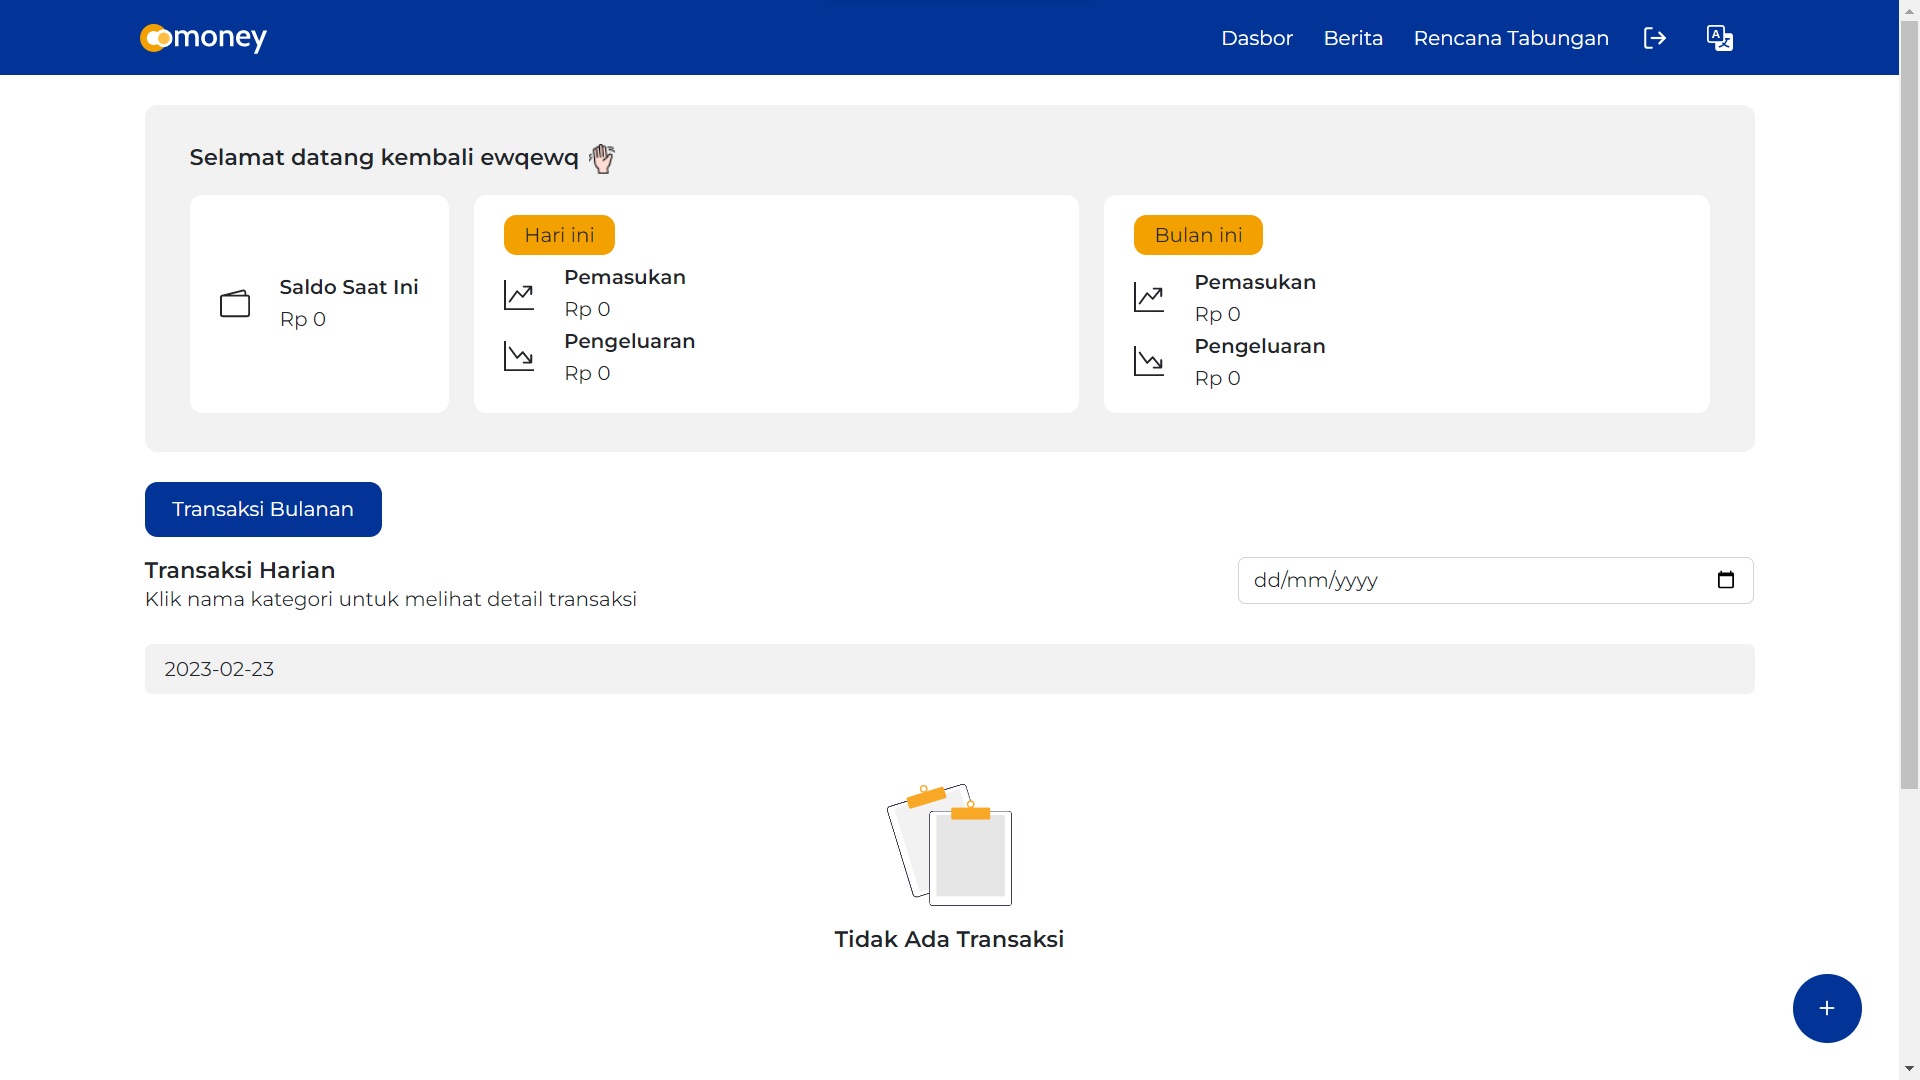 money
Dasbor Berita Rencana Tabungan
Selamat datang kembali ewqewq
Saldo Saat Ini
Rp 0
Hari ini
Pemasukan
Rp 0
Pengeluaran
Rp 0
Bulan ini
Pemasukan
Rp 0
Pengeluaran
Rp 0
Transaksi Bulanan
Transaksi Harian
Klik nama kategori untuk melihat detail transaksi
dd/mm/yyyy
2023-02-23
Tidak Ada Transaksi
+